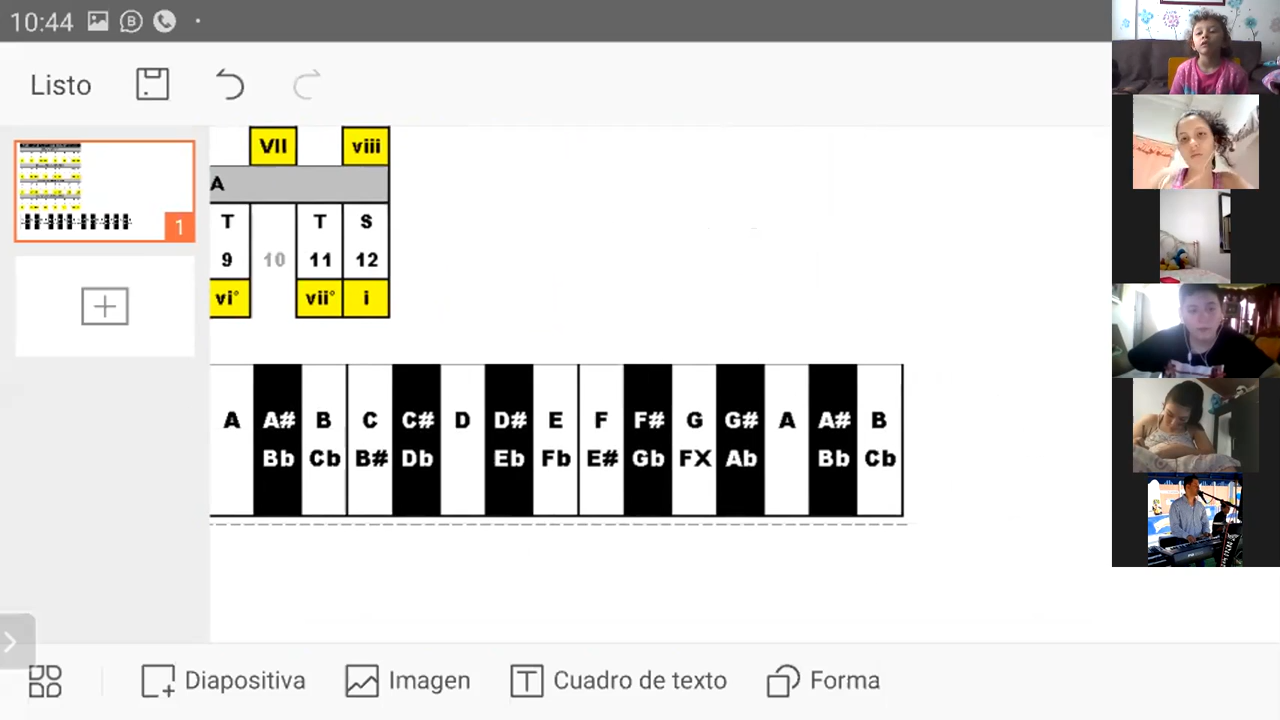 10:44
Listo
VII viii
A
T T S
9 10 11 12
vi° vii° i
1
A A# B C C# D D# E F F# G G# A A# B
Bb Cb B# Db Eb Fb E# Gb FX Ab Bb Cb
Diapositiva Imagen Cuadro de texto Forma